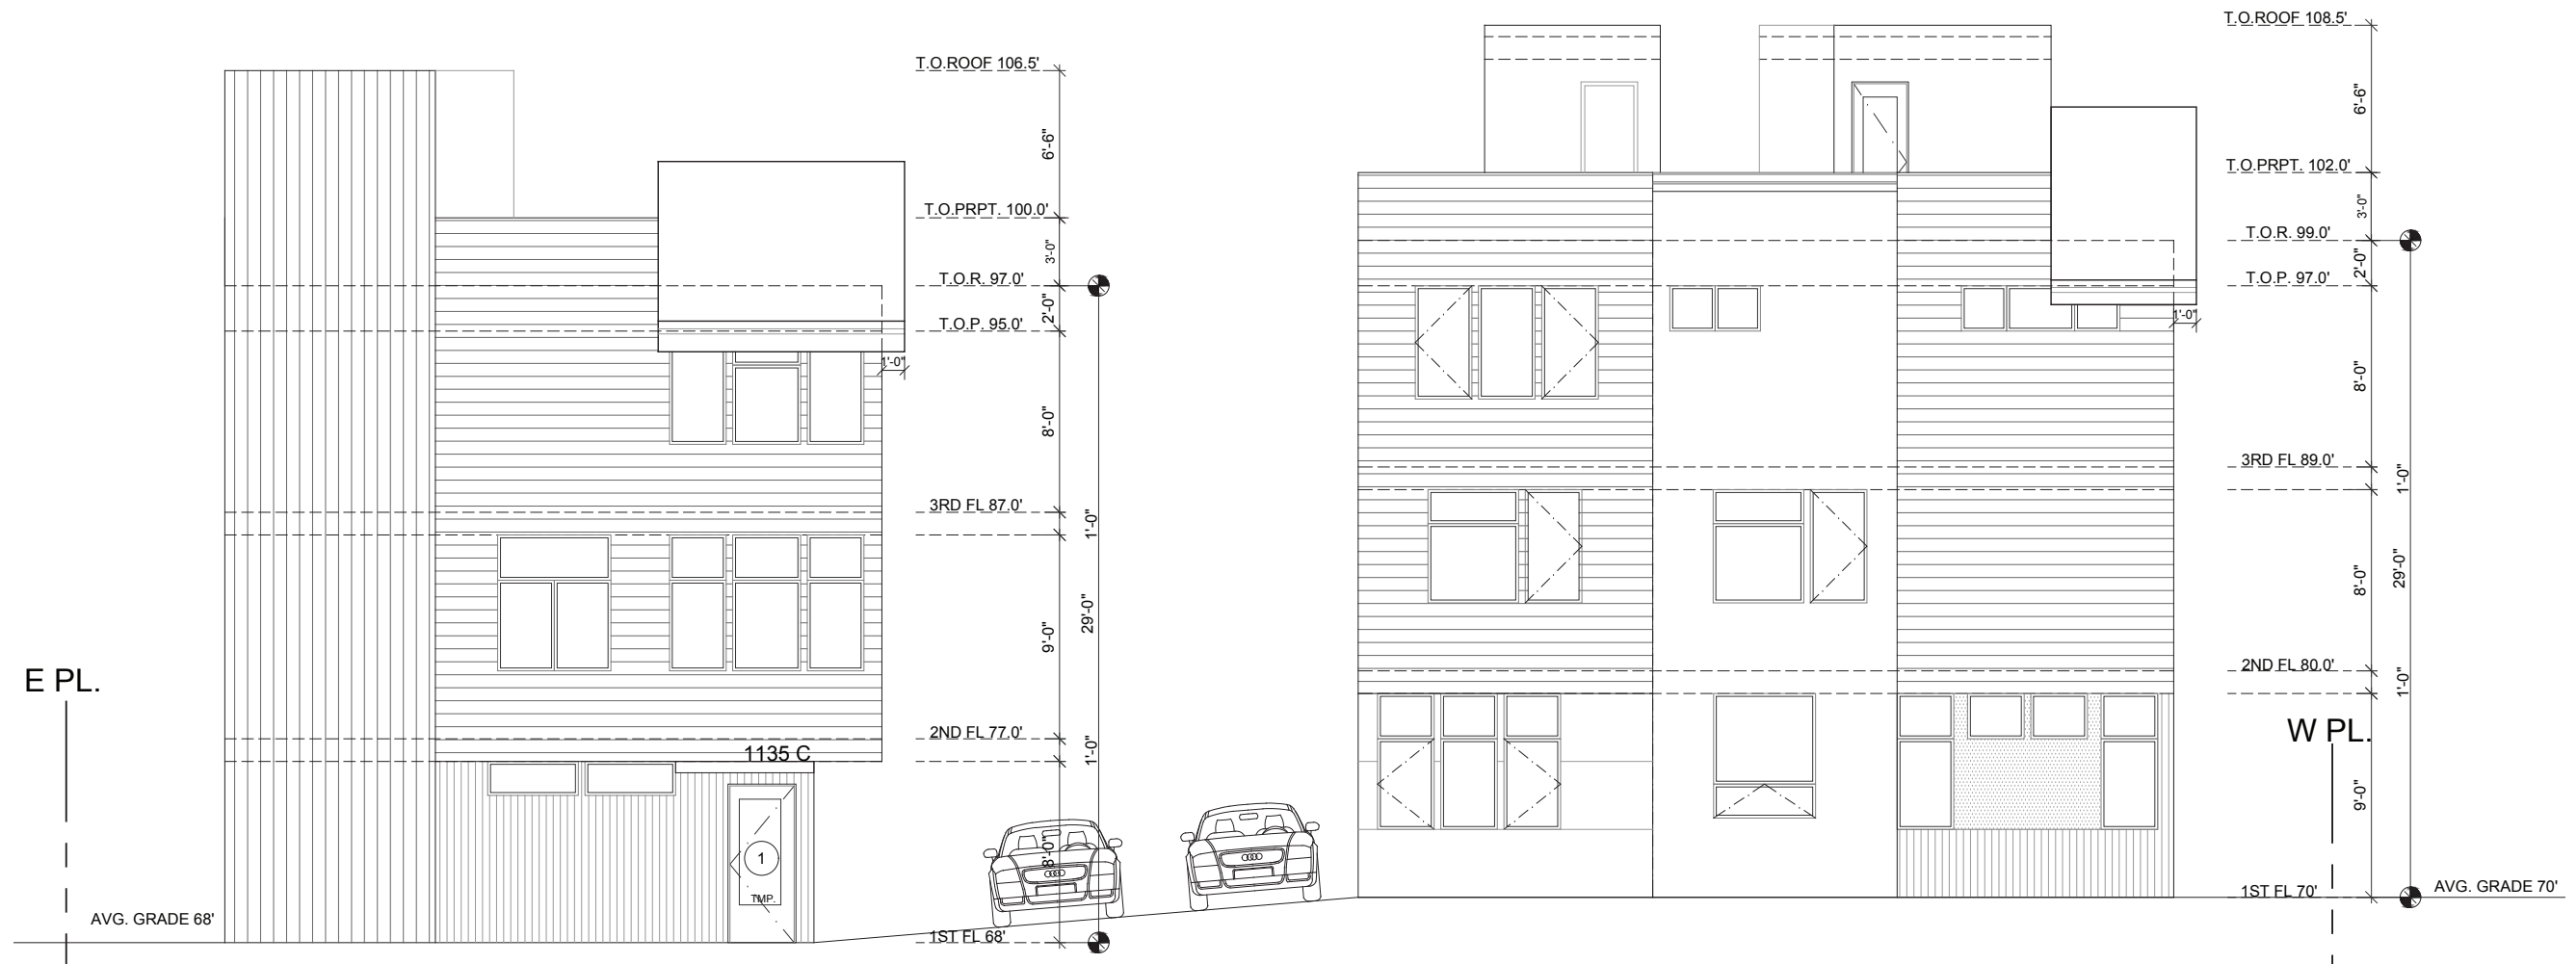 T.O.ROOF 106.5'
6'-6"
T.O.PRPT. 100.0'
3'-0"
T.O.R. 97.0'
2'-0"
T.O.P. 95.0'
1'-0"
8'-0"
3RD FL 87.0'
1'-0"
9'-0"
29'-0"
2ND FL 77.0'
1'-0"
1135 C
8'-0"
1
TMP.
1ST FL 68'
E PL.
AVG. GRADE 68'
T.O.ROOF 108.5'
6'-6"
T.O.PRPT. 102.0'
3'-0"
T.O.R. 99.0'
2'-0"
T.O.P. 97.0'
1'-0"
8'-0"
3RD FL 89.0'
1'-0"
8'-0"
29'-0"
2ND FL 80.0'
1'-0"
W PL.
9'-0"
1ST FL 70'
AVG. GRADE 70'